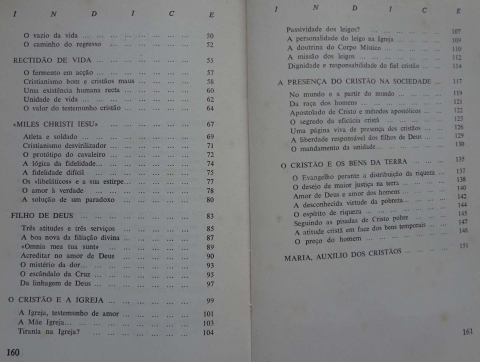 I N D I C E
O vazio da vida ... 50
O caminho do regresso ... 52
RECTIDÃO DE VIDA ... 55
O fermento em acção ... 57
Cristianismo bom e cristãos maus ... 58
Uma existência humana recta ... 60
Unidade de vida ... 62
O valor do testemunho cristão ... 64
«MILES CHRISTI IESU» ... 67
Atleta e soldado ... 69
Cristianismo desvirilizador ... 71
O protótipo do cavaleiro ... 72
A lógica da fidelidade ... 74
A fidelidade difícil ... 75
Os «libeláticos» e a sua estirpe ... 77
O amor à verdade ... 78
A solução de um paradoxo ... 80
FILHO DE DEUS ... 83
Três atitudes e três serviços ... 85
A boa nova da filiação divina ... 87
«Omnia mea tua sunt» ... 89
Acreditar no amor de Deus ... 90
O mistério da dor ... 93
O escândalo da Cruz ... 95
Da linhagem de Deus ... 97
O CRISTÃO E A IGREJA ... 99
A Igreja, testemunho de amor ... 101
A Mãe Igreja ... 103
Tirania na Igreja? ... 104
160
I N D I C E
Passividade dos leigos? ... 107
A personalidade do leigo na Igreja ... 109
A doutrina do Corpo Místico ... 110
A missão dos leigos ... 112
Dignidade e responsabilidade do fiel cristão ... 114
A PRESENÇA DO CRISTÃO NA SOCIEDADE ... 117
No mundo e a partir do mundo ... 119
Da raça dos homens ... 121
Apostolado de Cristo e métodos apostólicos ... 122
O segredo da eficácia cristã ... 125
Uma página viva de presença dos cristãos ... 126
A liberdade responsável dos filhos de Deus ... 129
O mandamento da unidade ... 130
O CRISTÃO E OS BENS DA TERRA ... 135
O Evangelho perante a distribuição da riqueza ... 137
O desejo de maior justiça na terra ... 138
Amor de Deus e amor dos homens ... 140
A desconhecida virtude da pobreza ... 142
O espírito de riqueza ... 144
Seguindo as pisadas de Cristo pobre ... 145
A atitude cristã em face dos bens temporais ... 147
O preço do homem ... 148
MARIA, AUXÍLIO DOS CRISTÃOS ... 151
161